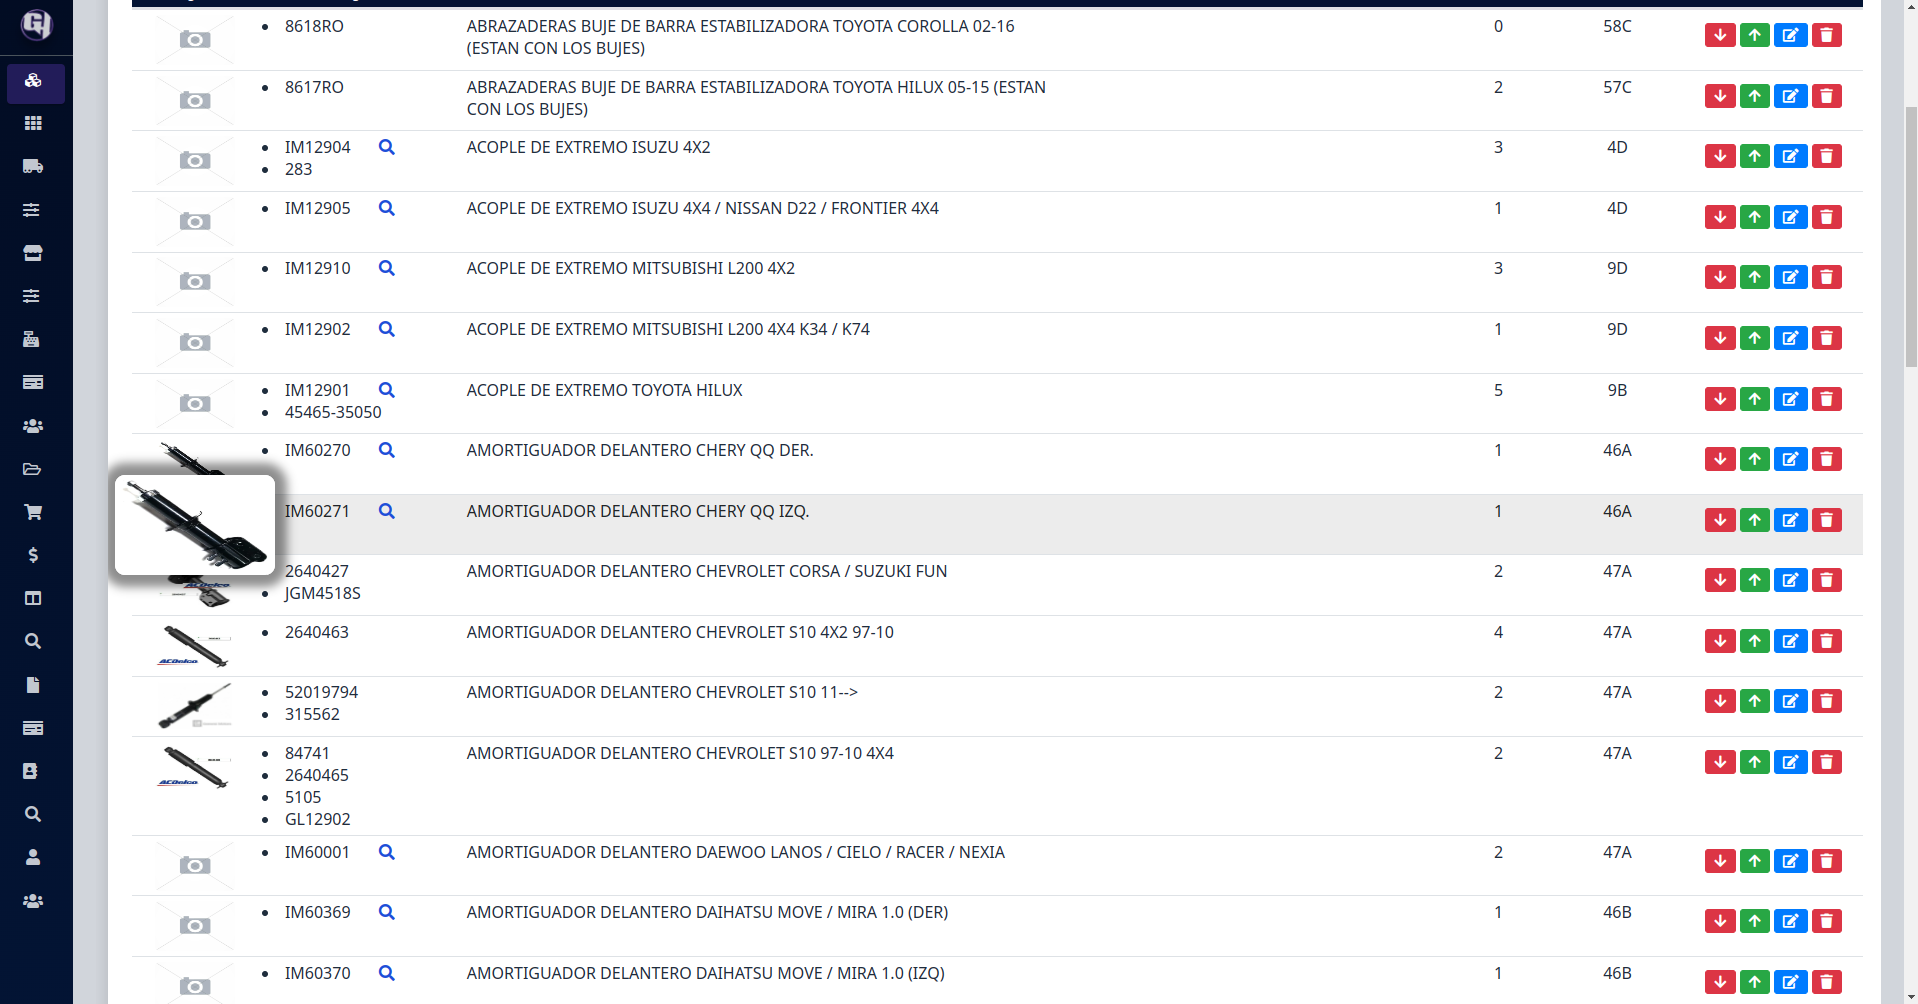 8618RO ABRAZADERAS BUJE DE BARRA ESTABILIZADORA TOYOTA COROLLA 02-16 0 58C
(ESTAN CON LOS BUJES)
8617RO ABRAZADERAS BUJE DE BARRA ESTABILIZADORA TOYOTA HILUX 05-15 (ESTAN 2 57C
CON LOS BUJES)
IM12904 ACOPLE DE EXTREMO ISUZU 4X2 3 4D
283
IM12905 ACOPLE DE EXTREMO ISUZU 4X4 / NISSAN D22 / FRONTIER 4X4 1 4D
IM12910 ACOPLE DE EXTREMO MITSUBISHI L200 4X2 3 9D
IM12902 ACOPLE DE EXTREMO MITSUBISHI L200 4X4 K34 / K74 1 9D
IM12901 ACOPLE DE EXTREMO TOYOTA HILUX 5 9B
45465-35050
IM60270 AMORTIGUADOR DELANTERO CHERY QQ DER. 1 46A
IM60271 AMORTIGUADOR DELANTERO CHERY QQ IZQ. 1 46A
2640427 AMORTIGUADOR DELANTERO CHEVROLET CORSA / SUZUKI FUN 2 47A
JGM4518S
2640463 AMORTIGUADOR DELANTERO CHEVROLET S10 4X2 97-10 4 47A
ACDelco
52019794 AMORTIGUADOR DELANTERO CHEVROLET S10 11--> 2 47A
315562
84741 AMORTIGUADOR DELANTERO CHEVROLET S10 97-10 4X4 2 47A
2640465
ACDelco
5105
GL12902
IM60001 AMORTIGUADOR DELANTERO DAEWOO LANOS / CIELO / RACER / NEXIA 2 47A
IM60369 AMORTIGUADOR DELANTERO DAIHATSU MOVE / MIRA 1.0 (DER) 1 46B
IM60370 AMORTIGUADOR DELANTERO DAIHATSU MOVE / MIRA 1.0 (IZQ) 1 46B